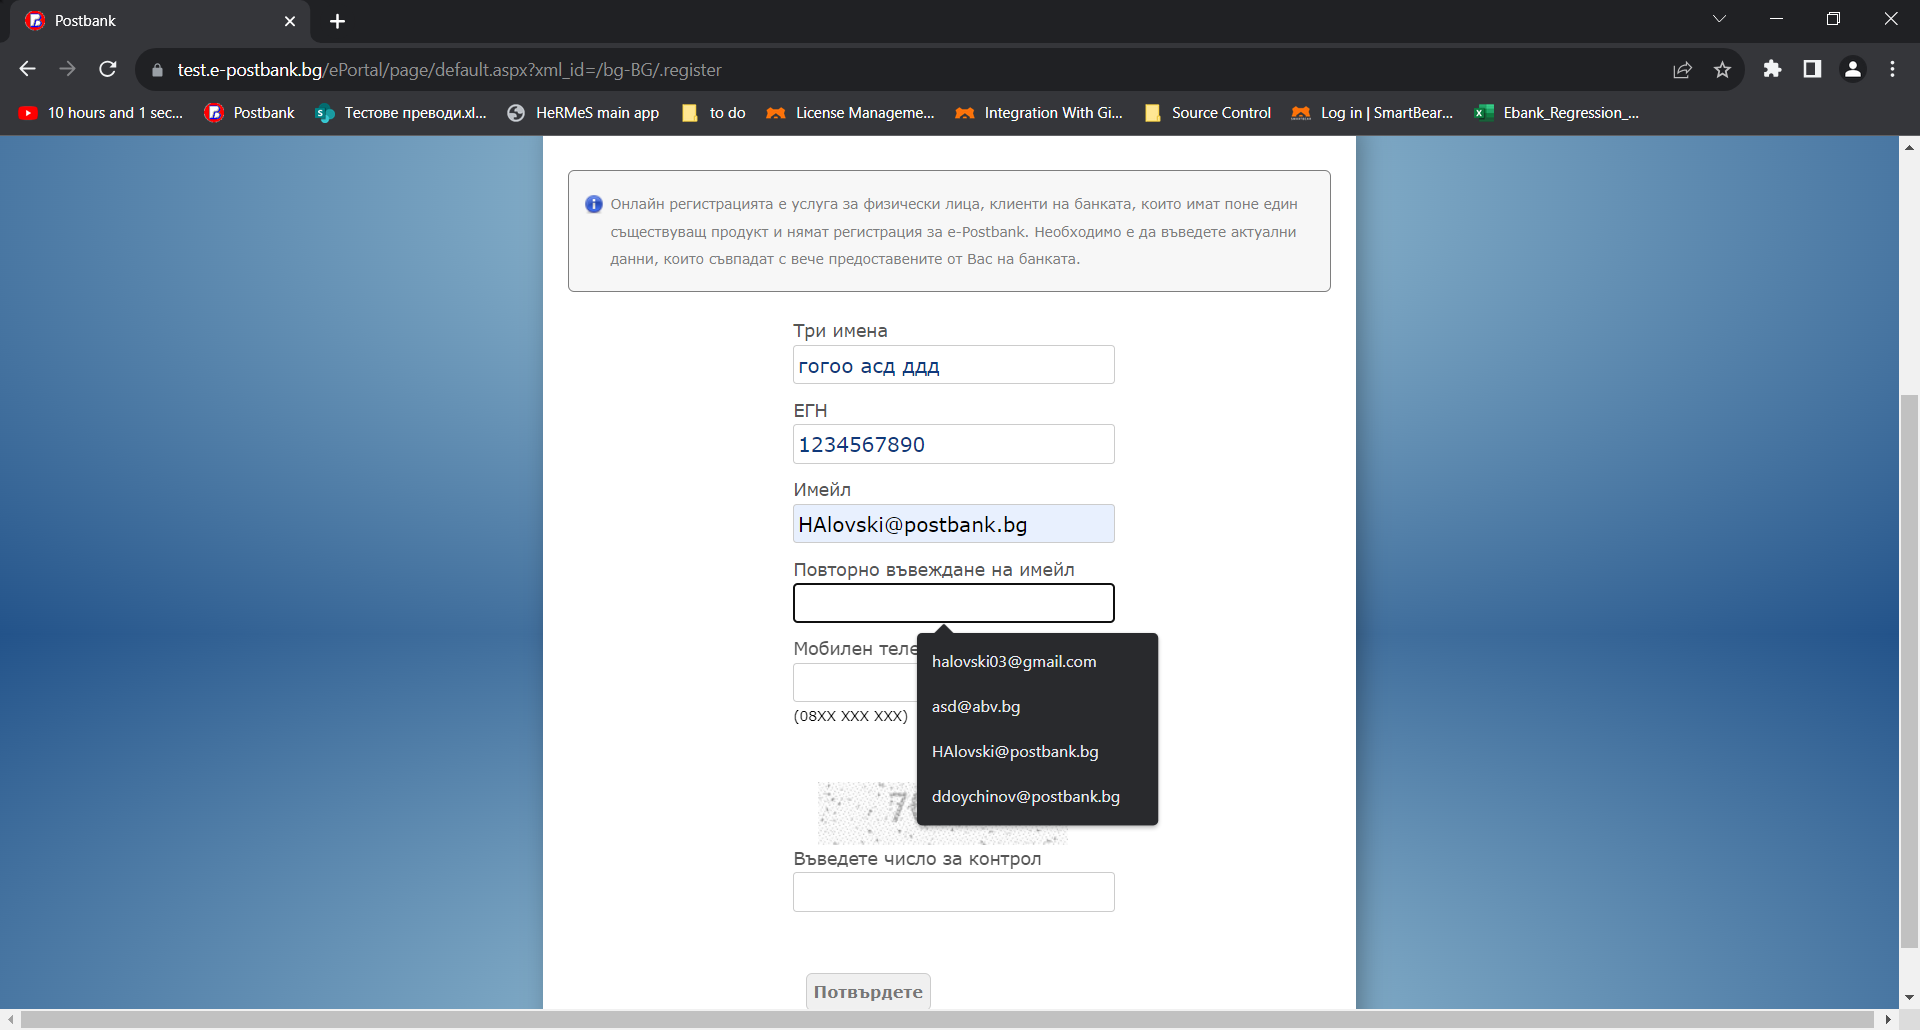 Postbank
test.e-postbank.bg/ePortal/page/default.aspx?xml_id=/bg-BG/.register
10 hours and 1 sec...
Postbank
Тестове преводи.xl...
HeRMeS main app
to do
License Manageme...
Integration With Gi...
Source Control
Log in | SmartBear...
Ebank_Regression_...
Онлайн регистрацията е услуга за физически лица, клиенти на банката, които имат поне един
съществуващ продукт и нямат регистрация за e-Postbank. Необходимо е да въведете актуални
данни, които съвпадат с вече предоставените от Вас на банката.
Три имена
гогоо асд ддд
ЕГН
1234567890
Имейл
HAlovski@postbank.bg
Повторно въвеждане на имейл
Мобилен теле
halovski03@gmail.com
asd@abv.bg
(08XX XXX XXX)
HAlovski@postbank.bg
ddoychinov@postbank.bg
Въведете число за контрол
Потвърдете